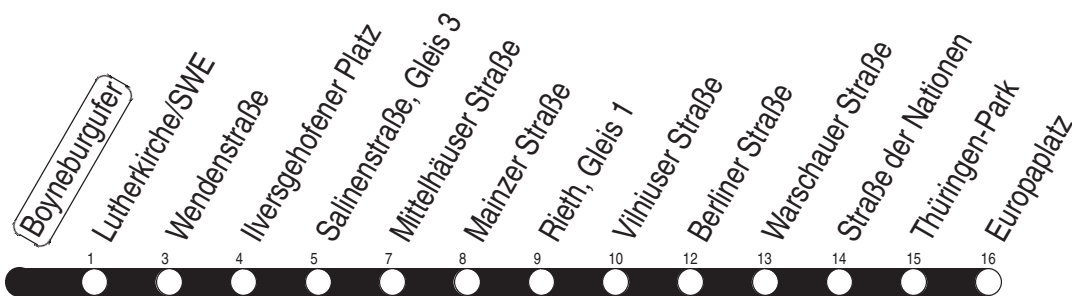 Boyneburgufer
Lutherkirche/SWE
Wendenstraße
Ilversgehofener Platz
Salinenstraße, Gleis 3
Mittelhäuser Straße
Mainzer Straße
Rieth, Gleis 1
Vilniuser Straße
Berliner Straße
Warschauer Straße
Straße der Nationen
Thüringen-Park
Europaplatz
1 3 4 5 7 8 9 10 12 13 14 15 16